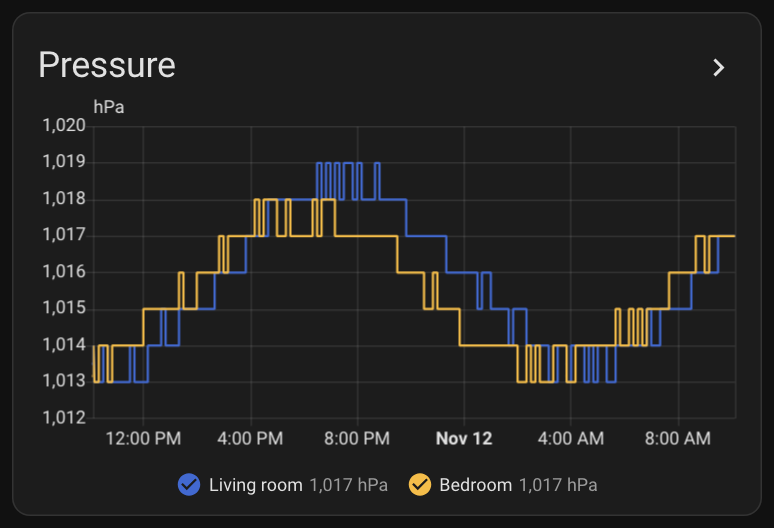 Pressure
hPa
1,020
1,019
1,018
1,017
1,016
1,015
1,014
1,013
1,012
12:00 PM 4:00 PM 8:00 PM Nov 12 4:00 AM 8:00 AM
Living room 1,017 hPa Bedroom 1,017 hPa